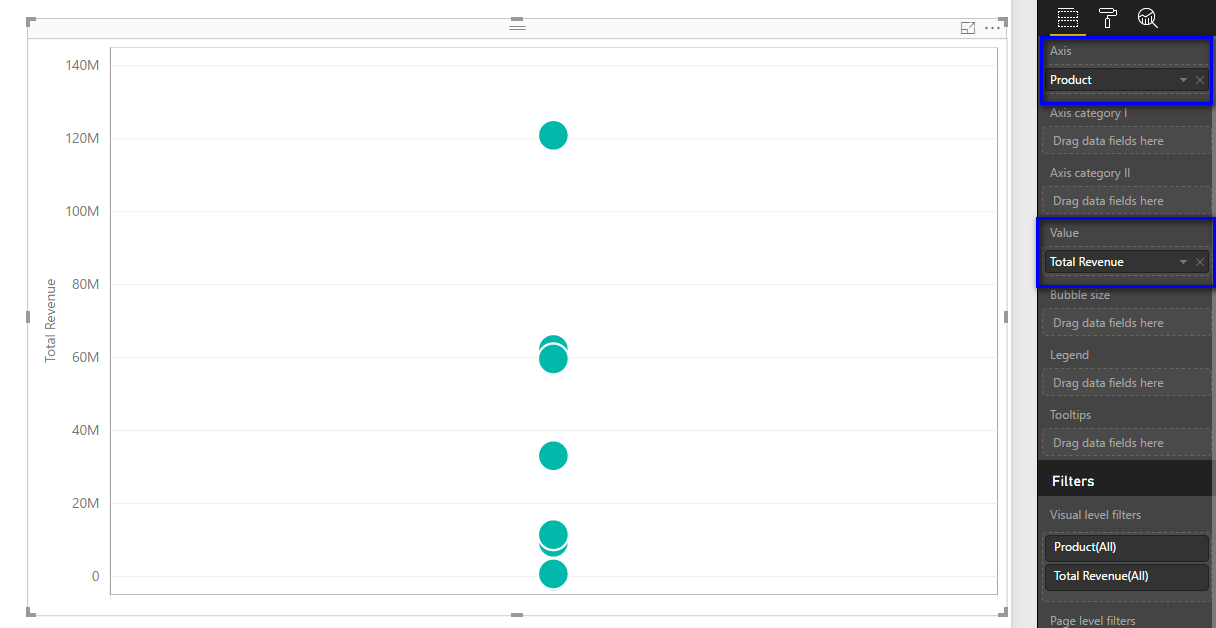 140M
120M
100M
80M
60M
40M
20M
0
Total Revenue
Axis
Product
Axis category I
Drag data fields here
Axis category II
Drag data fields here
Value
Total Revenue
Bubble size
Drag data fields here
Legend
Drag data fields here
Tooltips
Drag data fields here
Filters
Visual level filters
Product(All)
Total Revenue(All)
Page level filters